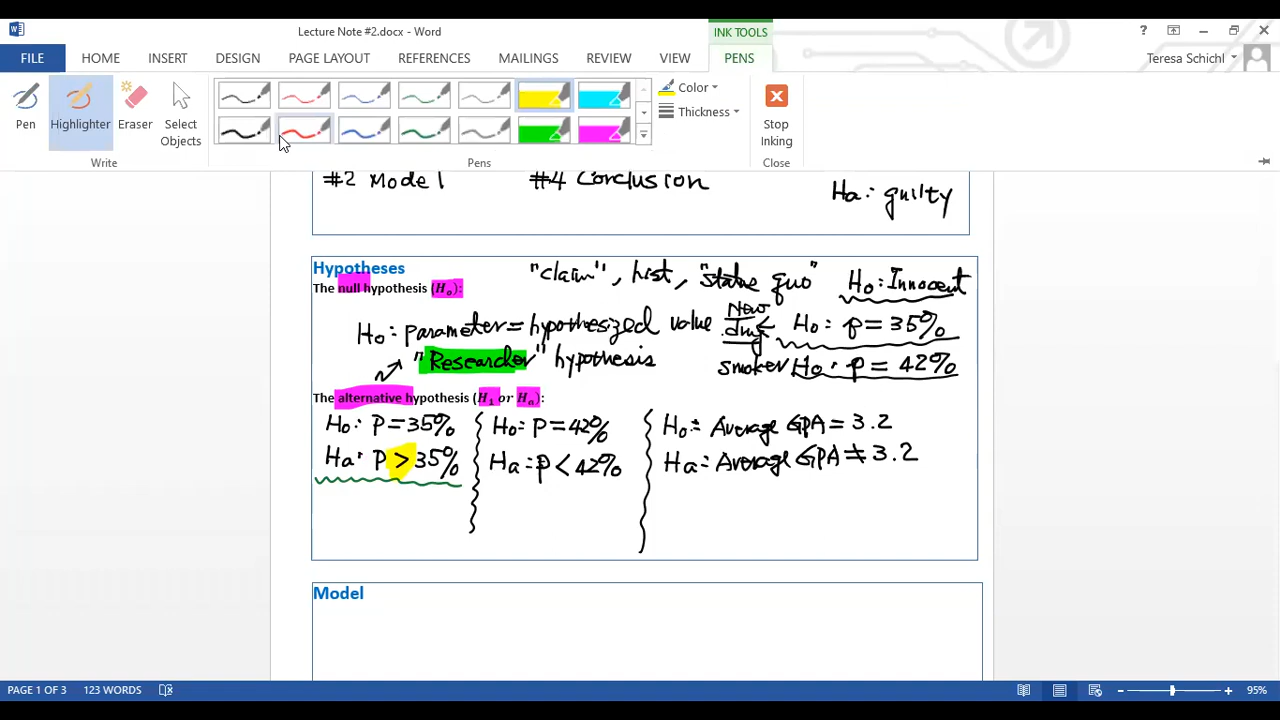 Lecture Note #2.docx - Word
INK TOOLS
FILE HOME INSERT DESIGN PAGE LAYOUT REFERENCES MAILINGS REVIEW VIEW PENS
Teresa Schichl
Pen Highlighter Eraser Select Objects
Color
Thickness
Stop Inking
Write Pens Close
#2 Model #4 Conclusion
Ha: guilty
Hypotheses
"claim", hist, "status quo" Ho: Innocent
The null hypothesis (Ho):
Ho: parameter = hypothesized value New drug Ho: p = 35%
"Researcher" hypothesis smoker Ho: p = 42%
The alternative hypothesis (H1 or Ha):
Ho: P = 35% Ho: P = 42% Ho: Average GPA = 3.2
Ha: P > 35% Ha: p < 42% Ha: Average GPA ≠ 3.2
Model
PAGE 1 OF 3 123 WORDS 95%